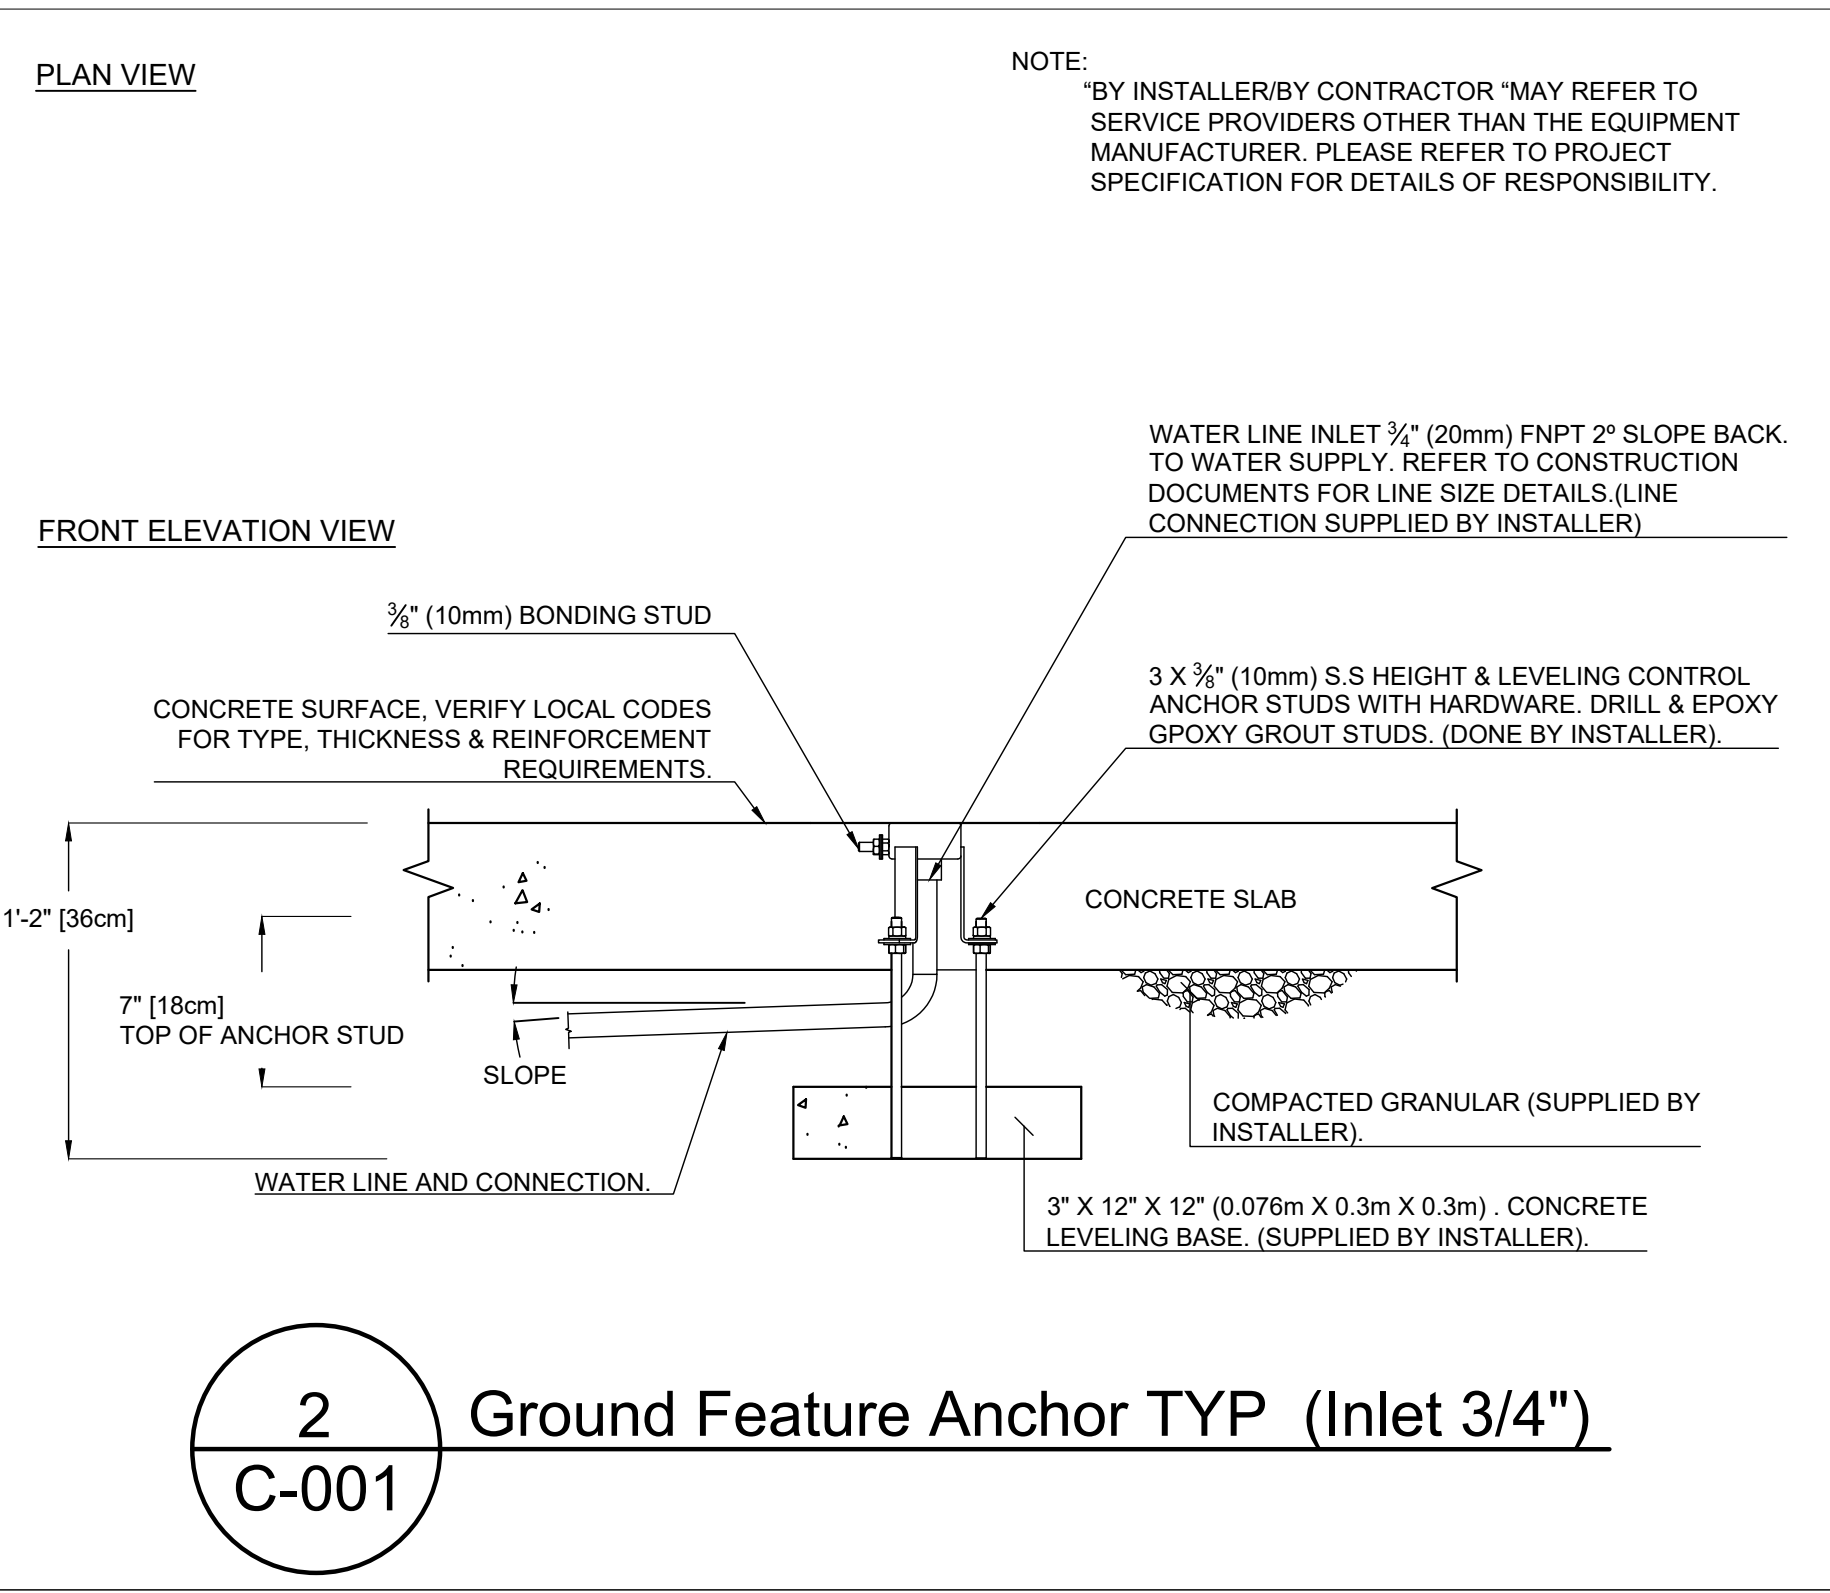 PLAN VIEW
NOTE:
“BY INSTALLER/BY CONTRACTOR “MAY REFER TO
SERVICE PROVIDERS OTHER THAN THE EQUIPMENT
MANUFACTURER. PLEASE REFER TO PROJECT
SPECIFICATION FOR DETAILS OF RESPONSIBILITY.
WATER LINE INLET ¾" (20mm) FNPT 2º SLOPE BACK.
TO WATER SUPPLY. REFER TO CONSTRUCTION
DOCUMENTS FOR LINE SIZE DETAILS.(LINE
CONNECTION SUPPLIED BY INSTALLER)
FRONT ELEVATION VIEW
⅜" (10mm) BONDING STUD
3 X ⅜" (10mm) S.S HEIGHT & LEVELING CONTROL
ANCHOR STUDS WITH HARDWARE. DRILL & EPOXY
GPOXY GROUT STUDS. (DONE BY INSTALLER).
CONCRETE SURFACE, VERIFY LOCAL CODES
FOR TYPE, THICKNESS & REINFORCEMENT
REQUIREMENTS.
CONCRETE SLAB
1'-2" [36cm]
7" [18cm]
TOP OF ANCHOR STUD
SLOPE
COMPACTED GRANULAR (SUPPLIED BY
INSTALLER).
WATER LINE AND CONNECTION.
3" X 12" X 12" (0.076m X 0.3m X 0.3m) . CONCRETE
LEVELING BASE. (SUPPLIED BY INSTALLER).
2
C-001
Ground Feature Anchor TYP (Inlet 3/4")